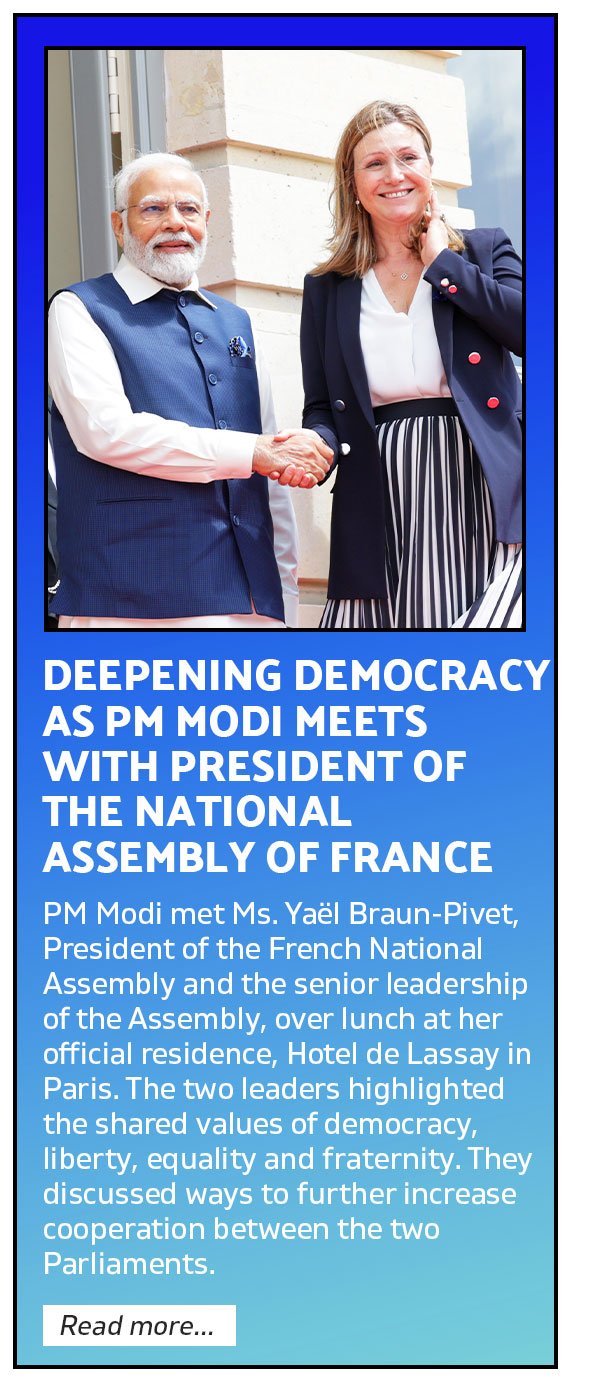 DEEPENING DEMOCRACY
AS PM MODI MEETS
WITH PRESIDENT OF
THE NATIONAL
ASSEMBLY OF FRANCE
PM Modi met Ms. Yaël Braun-Pivet,
President of the French National
Assembly and the senior leadership
of the Assembly, over lunch at her
official residence, Hotel de Lassay in
Paris. The two leaders highlighted
the shared values of democracy,
liberty, equality and fraternity. They
discussed ways to further increase
cooperation between the two
Parliaments.
Read more...